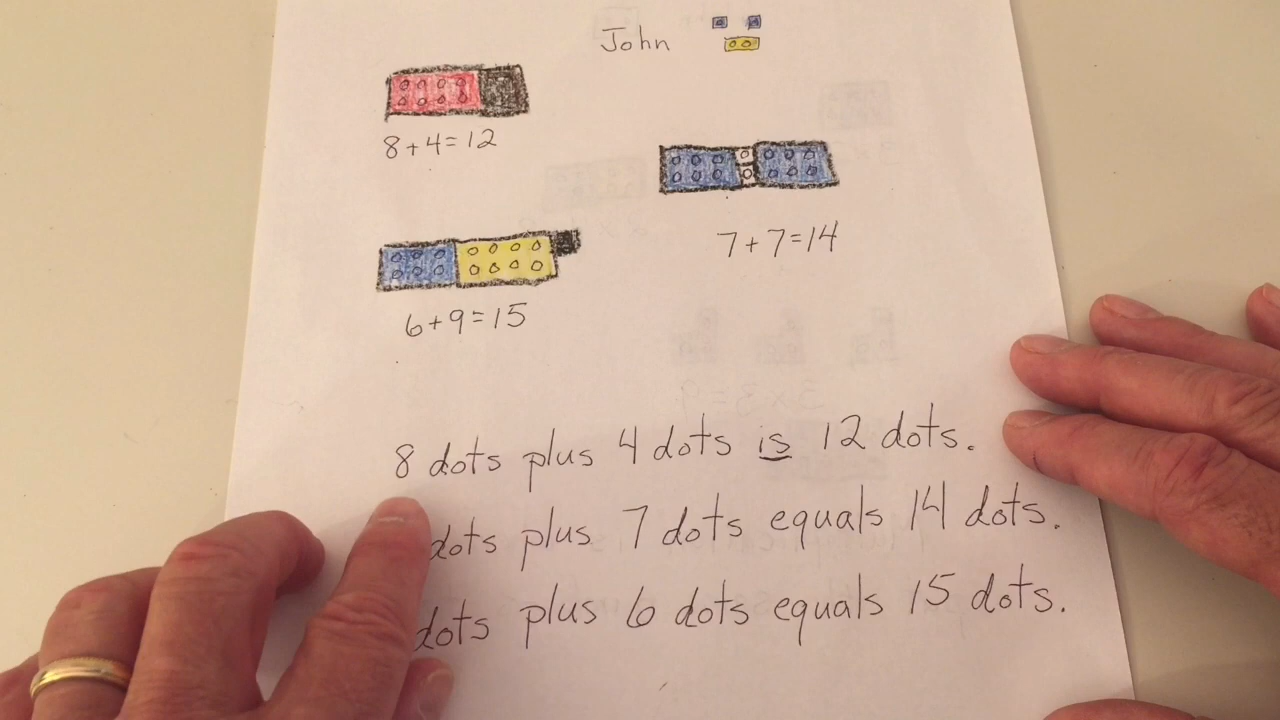 John
8+4=12
7+7=14
6+9=15
8 dots plus 4 dots is 12 dots.
dots plus 7 dots equals 14 dots.
dots plus 6 dots equals 15 dots.